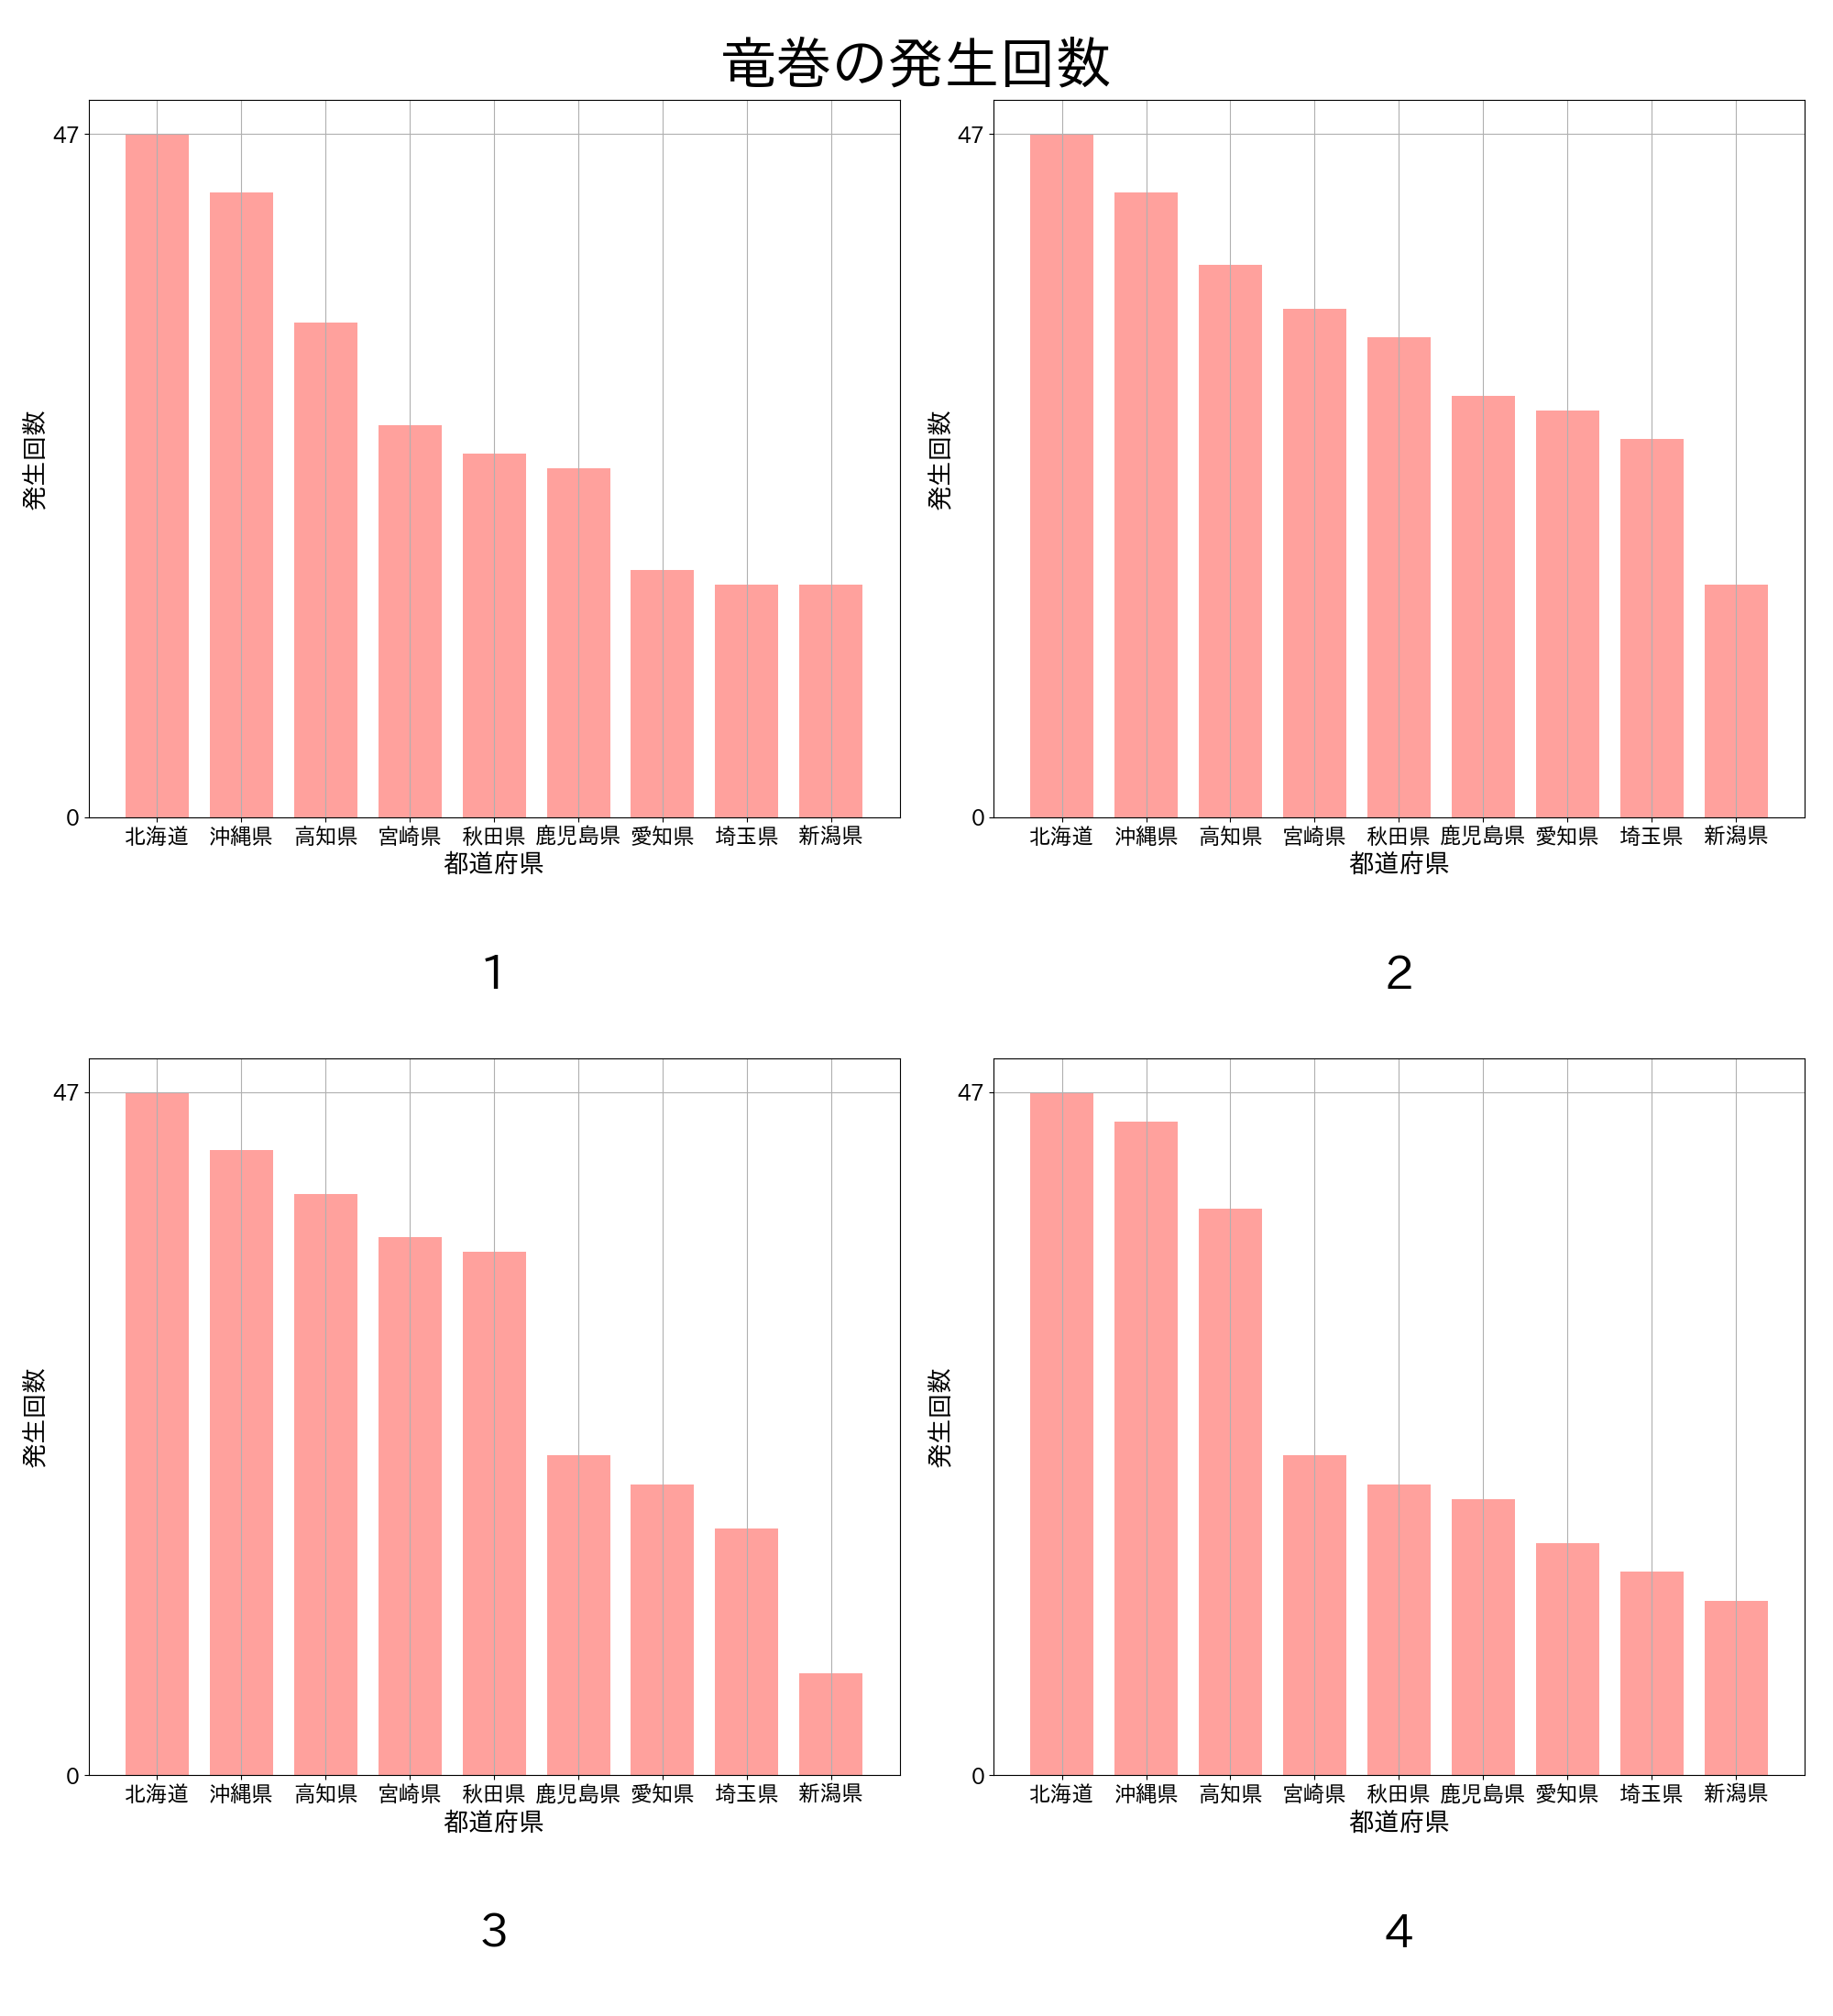 竜巻の発生回数
47
0
発生回数
北海道 沖縄県 高知県 宮崎県 秋田県 鹿児島県 愛知県 埼玉県 新潟県
都道府県
1
47
0
発生回数
北海道 沖縄県 高知県 宮崎県 秋田県 鹿児島県 愛知県 埼玉県 新潟県
都道府県
2
47
0
発生回数
北海道 沖縄県 高知県 宮崎県 秋田県 鹿児島県 愛知県 埼玉県 新潟県
都道府県
3
47
0
発生回数
北海道 沖縄県 高知県 宮崎県 秋田県 鹿児島県 愛知県 埼玉県 新潟県
都道府県
4